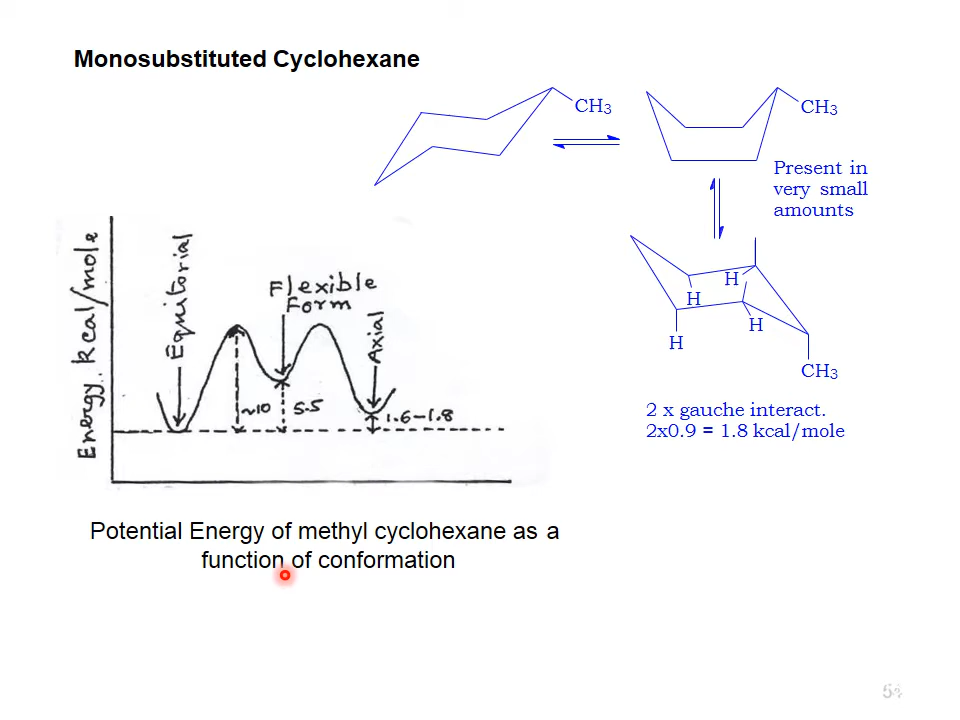 Monosubstituted Cyclohexane
CH3
CH3
Present in
very small
amounts
H
H
H
H
CH3
2 x gauche interact.
2x0.9 = 1.8 kcal/mole
Energy, Kcal/mole
Equitorial
Flexible
Form
Axial
~10
5.5
1.6-1.8
Potential Energy of methyl cyclohexane as a
function of conformation